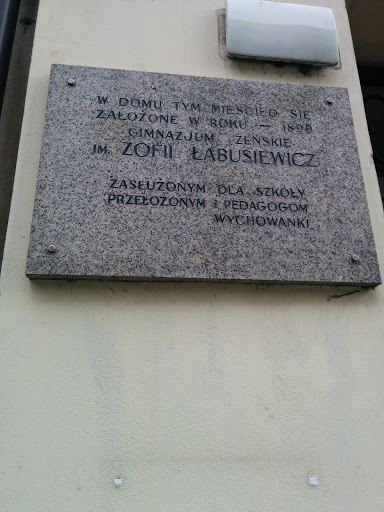 W DOMU TYM MIEŚCIŁO SIĘ
ZAŁOŻONE W ROKU — 1899
GIMNAZJUM ŻEŃSKIE
IM. ZOFII ŁABUSIEWICZ
ZASŁUŻONYM DLA SZKOŁY
PRZEŁOŻONYM I PEDAGOGOM
WYCHOWANKI